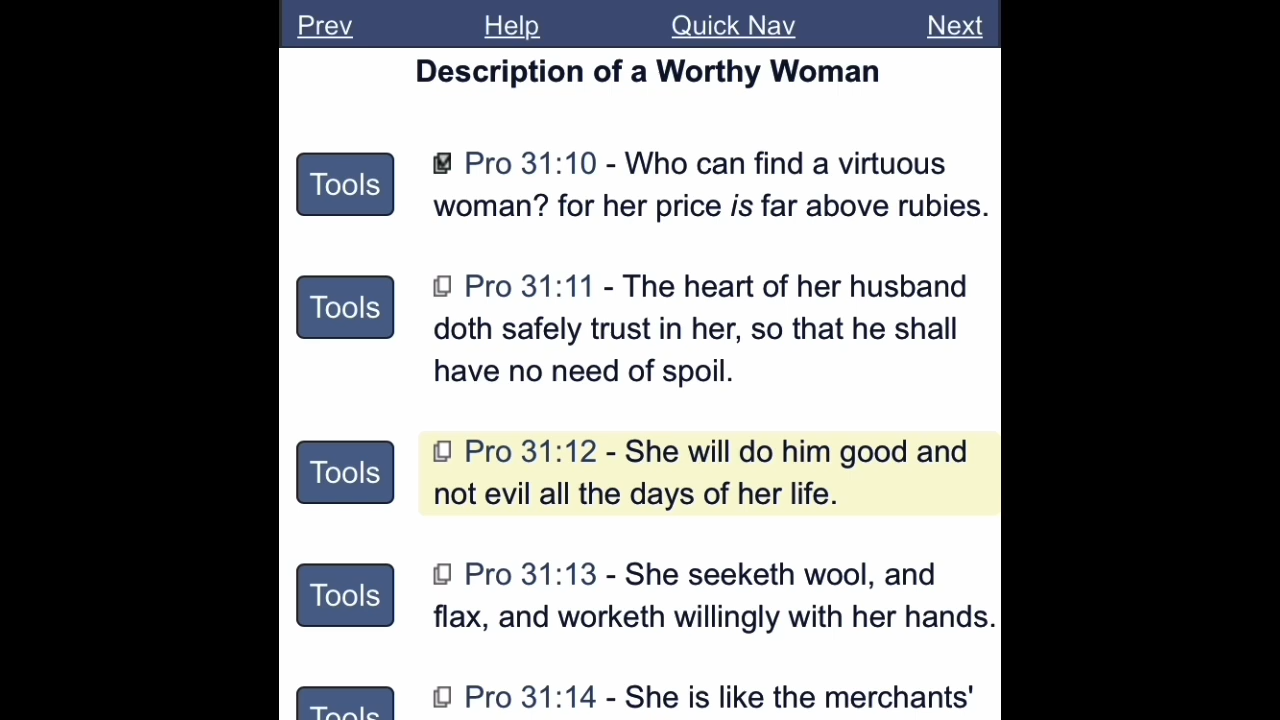 Prev Help Quick Nav Next
Description of a Worthy Woman
Tools
Pro 31:10 - Who can find a virtuous
woman? for her price is far above rubies.
Tools
Pro 31:11 - The heart of her husband
doth safely trust in her, so that he shall
have no need of spoil.
Tools
Pro 31:12 - She will do him good and
not evil all the days of her life.
Tools
Pro 31:13 - She seeketh wool, and
flax, and worketh willingly with her hands.
Tools
Pro 31:14 - She is like the merchants'